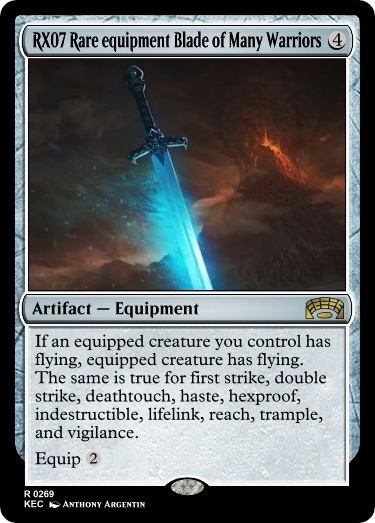 RX07 Rare equipment Blade of Many Warriors 4
Artifact — Equipment
If an equipped creature you control has
flying, equipped creature has flying.
The same is true for first strike, double
strike, deathtouch, haste, hexproof,
indestructible, lifelink, reach, trample,
and vigilance.
Equip 2
R 0269
KEC Anthony Argentin